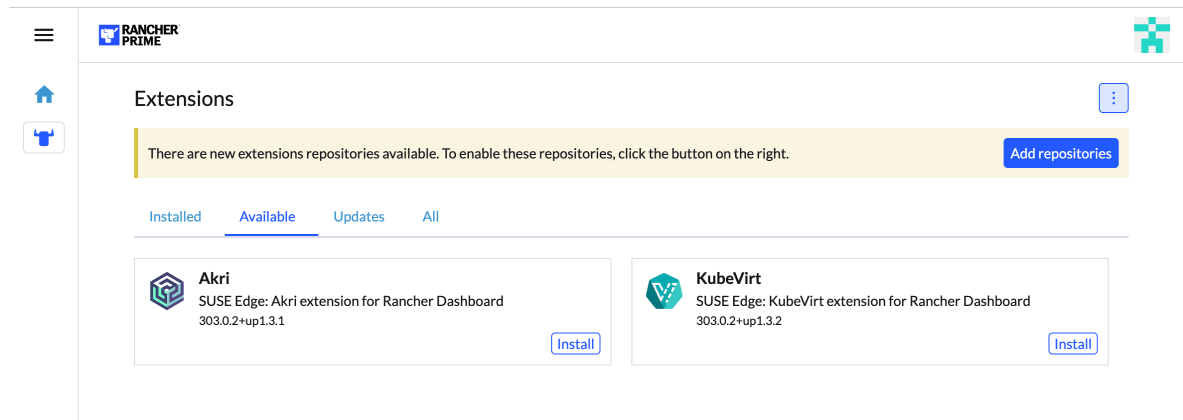 RANCHER
PRIME
Extensions
There are new extensions repositories available. To enable these repositories, click the button on the right.
Add repositories
Installed
Available
Updates
All
Akri
SUSE Edge: Akri extension for Rancher Dashboard
303.0.2+up1.3.1
Install
KubeVirt
SUSE Edge: KubeVirt extension for Rancher Dashboard
303.0.2+up1.3.2
Install